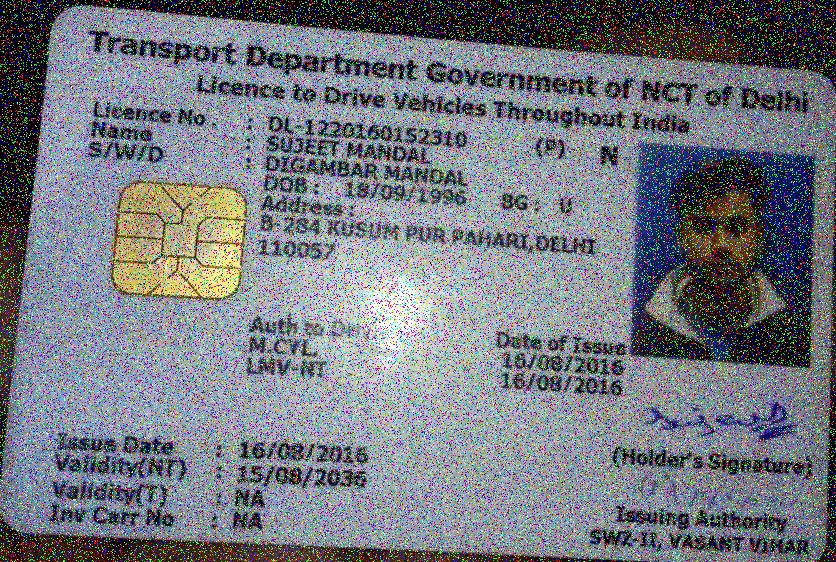 Transport Department Government of NCT of Delhi
Licence to Drive Vehicles Throughout India
Licence No. : DL-1220160152310 (P) N
Name : SUJEET MANDAL
S/W/D : DIGAMBAR MANDAL
DOB : 18/09/1996 BG : U
Address :
B-284 KUSUM PUR PAHARI,DELHI
110057
Auth to Drive Date of Issue
M.CYL. 16/08/2016
LMV-NT 16/08/2016
Issue Date : 16/08/2016
Validity(NT) : 15/08/2036
Validity(T) : NA
Inv Carr No : NA
(Holder's Signature)
Issuing Authority
SWZ-II, VASANT VIHAR